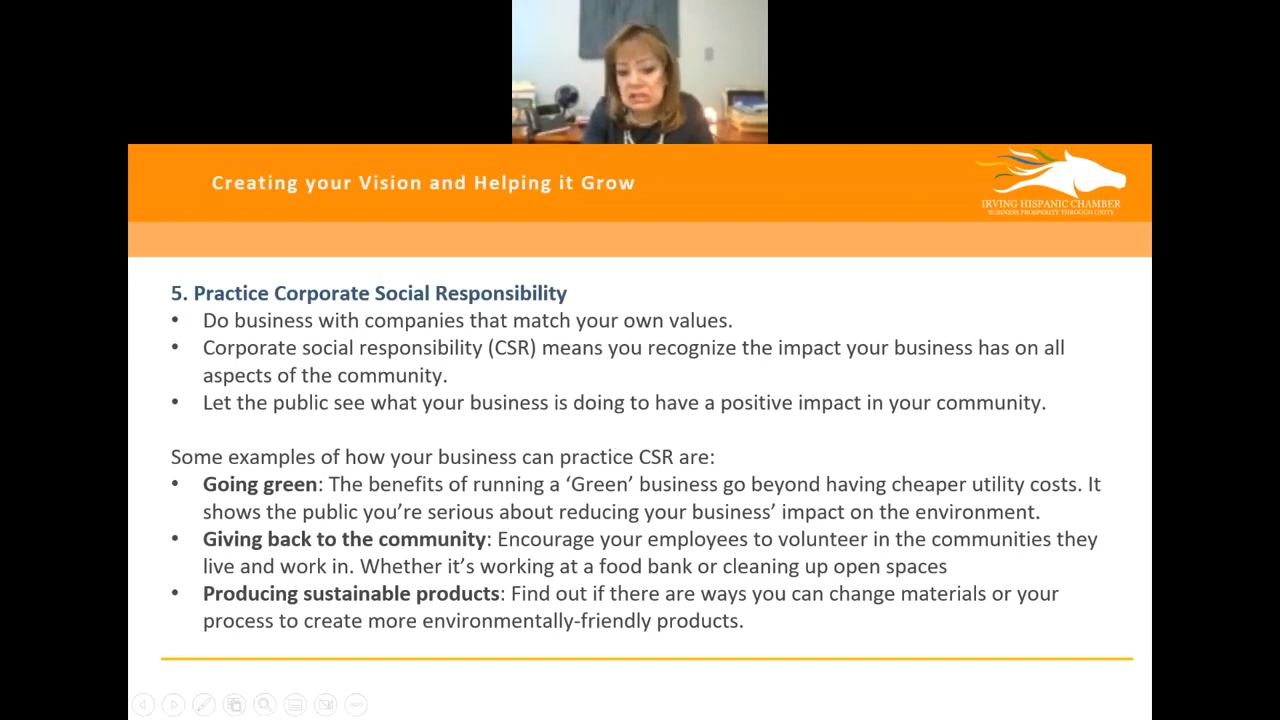 Creating your Vision and Helping it Grow
IRVING HISPANIC CHAMBER
BUSINESS PROSPERITY THROUGH UNITY
5. Practice Corporate Social Responsibility
• Do business with companies that match your own values.
• Corporate social responsibility (CSR) means you recognize the impact your business has on all
aspects of the community.
• Let the public see what your business is doing to have a positive impact in your community.
Some examples of how your business can practice CSR are:
• Going green: The benefits of running a ‘Green’ business go beyond having cheaper utility costs. It
shows the public you’re serious about reducing your business’ impact on the environment.
• Giving back to the community: Encourage your employees to volunteer in the communities they
live and work in. Whether it’s working at a food bank or cleaning up open spaces
• Producing sustainable products: Find out if there are ways you can change materials or your
process to create more environmentally-friendly products.